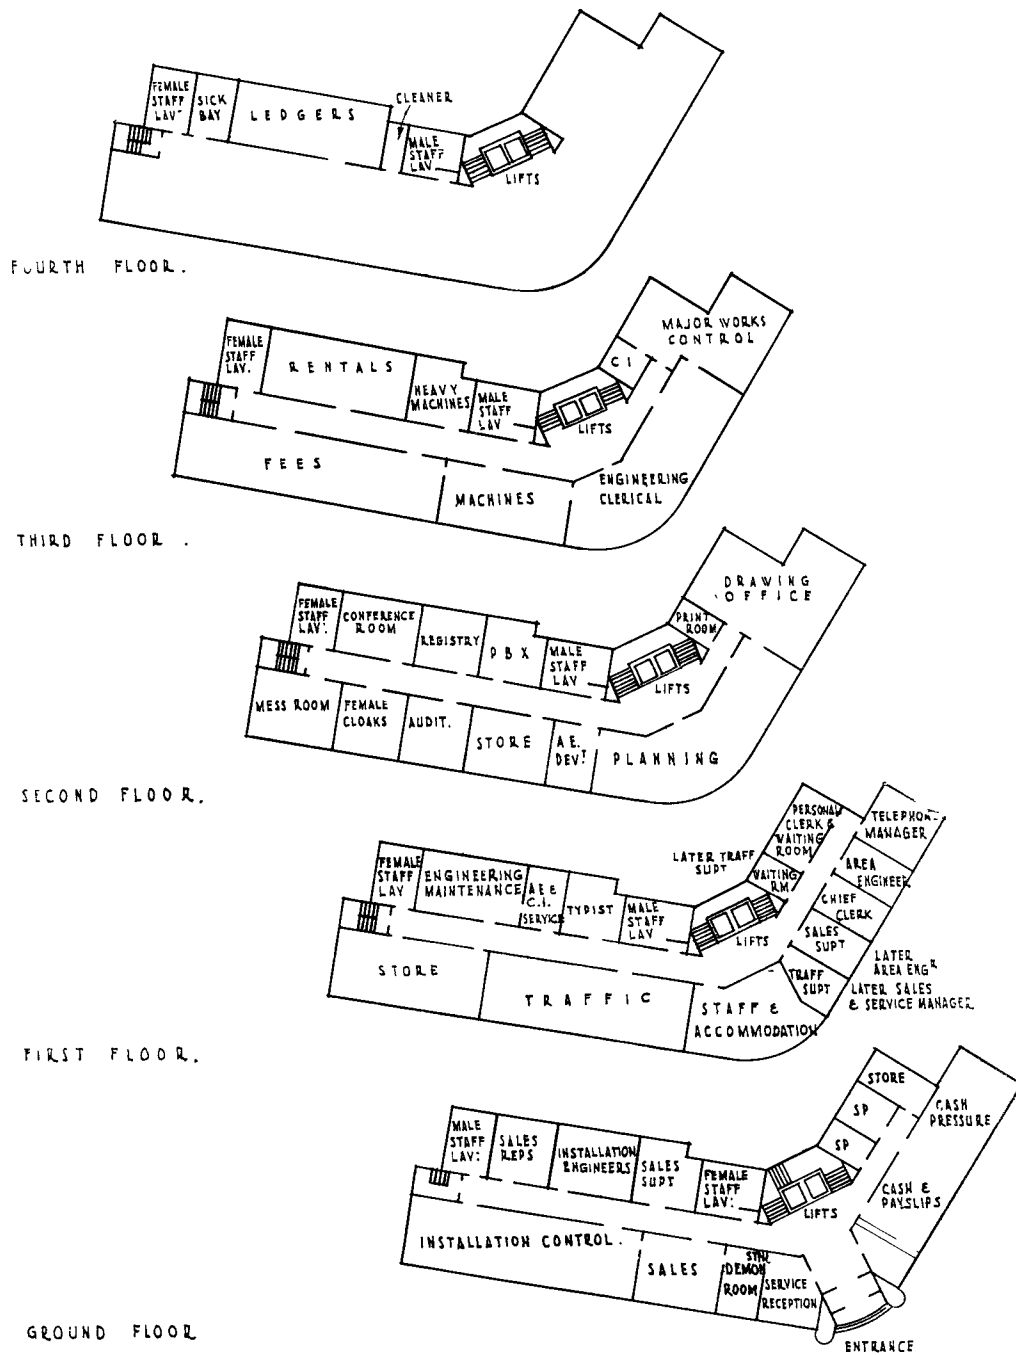 FEMALE
STAFF
LAV:
SICK
BAY
LEDGERS
CLEANER
MALE
STAFF
LAV
LIFTS
FOURTH FLOOR.
FEMALE
STAFF
LAV.
RENTALS
HEAVY
MACHINES
MALE
STAFF
LAV
LIFTS
C I
MAJOR WORKS
CONTROL
FEES
MACHINES
ENGINEERING
CLERICAL
THIRD FLOOR .
FEMALE
STAFF
LAV:
CONFERENCE
ROOM
REGISTRY
P B X
MALE
STAFF
LAV
LIFTS
PRINT
ROOM
DRAWING
OFFICE
MESS ROOM
FEMALE
CLOAKS
AUDIT.
STORE
A E.
DEVT
PLANNING
SECOND FLOOR.
FEMALE
STAFF
LAV
ENGINEERING
MAINTENANCE
A E &
C.I.
SERVICE
TYPIST
MALE
STAFF
LAV
LIFTS
LATER TRAFF
SUPT
WAITING
RM
PERSONAL
CLERK &
WAITING
ROOM
TELEPHONE
MANAGER
AREA
ENGINEER
CHIEF
CLERK
SALES
SUPT
TRAFF
SUPT
LATER
AREA ENGR
LATER SALES
& SERVICE MANAGER
STORE
TRAFFIC
STAFF &
ACCOMMODATION
FIRST FLOOR.
MALE
STAFF
LAV:
SALES
REPS
INSTALLATION
ENGINEERS
SALES
SUPT
FEMALE
STAFF
LAV:
LIFTS
SP
SP
STORE
CASH
PRESSURE
CASH &
PAYSLIPS
INSTALLATION CONTROL.
SALES
DEMON
ROOM
SERVICE
RECEPTION
ENTRANCE
GROUND FLOOR